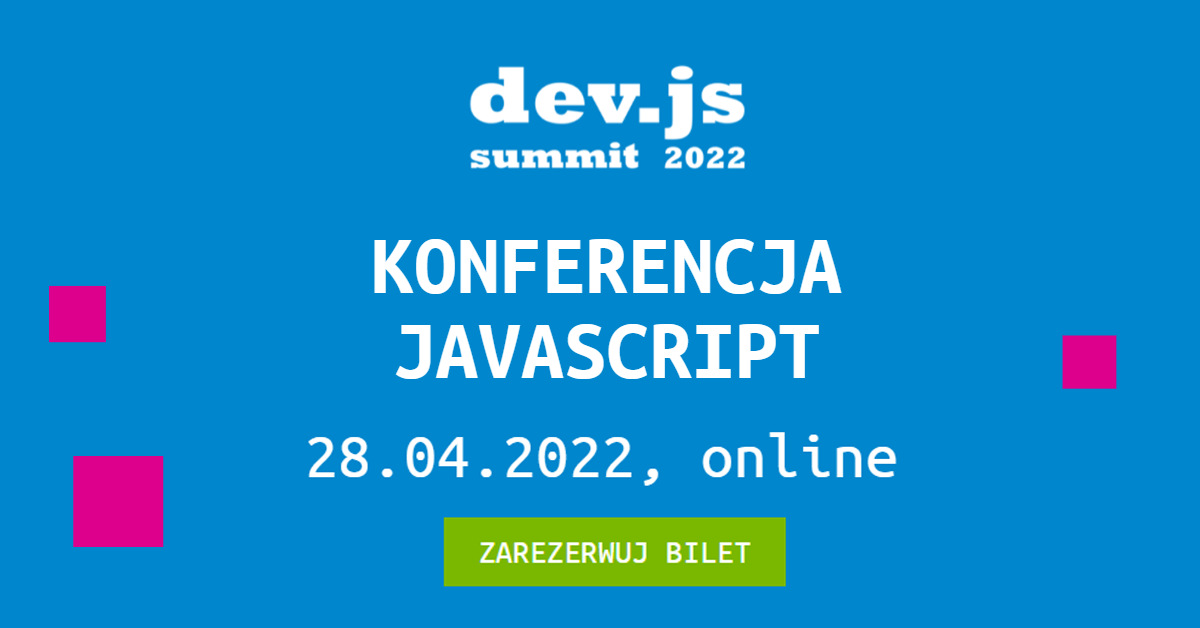 dev.js
summit 2022
KONFERENCJA
JAVASCRIPT
28.04.2022, online
ZAREZERWUJ BILET